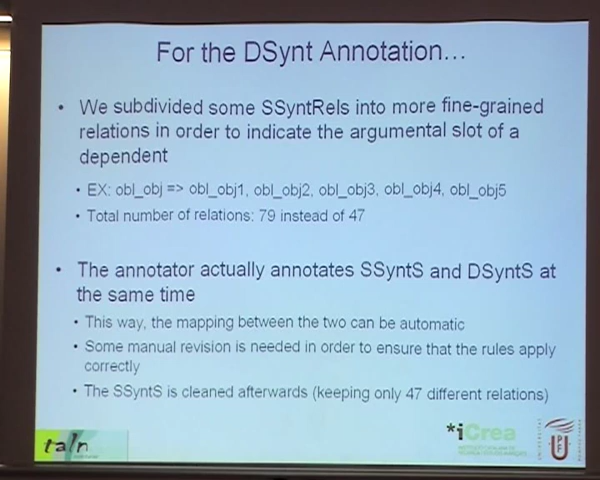 For the DSynt Annotation…
• We subdivided some SSyntRels into more fine-grained
relations in order to indicate the argumental slot of a
dependent
• EX: obl_obj => obl_obj1, obl_obj2, obl_obj3, obl_obj4, obl_obj5
• Total number of relations: 79 instead of 47
• The annotator actually annotates SSyntS and DSyntS at
the same time
• This way, the mapping between the two can be automatic
• Some manual revision is needed in order to ensure that the rules apply
correctly
• The SSyntS is cleaned afterwards (keeping only 47 different relations)
taln
*iCrea